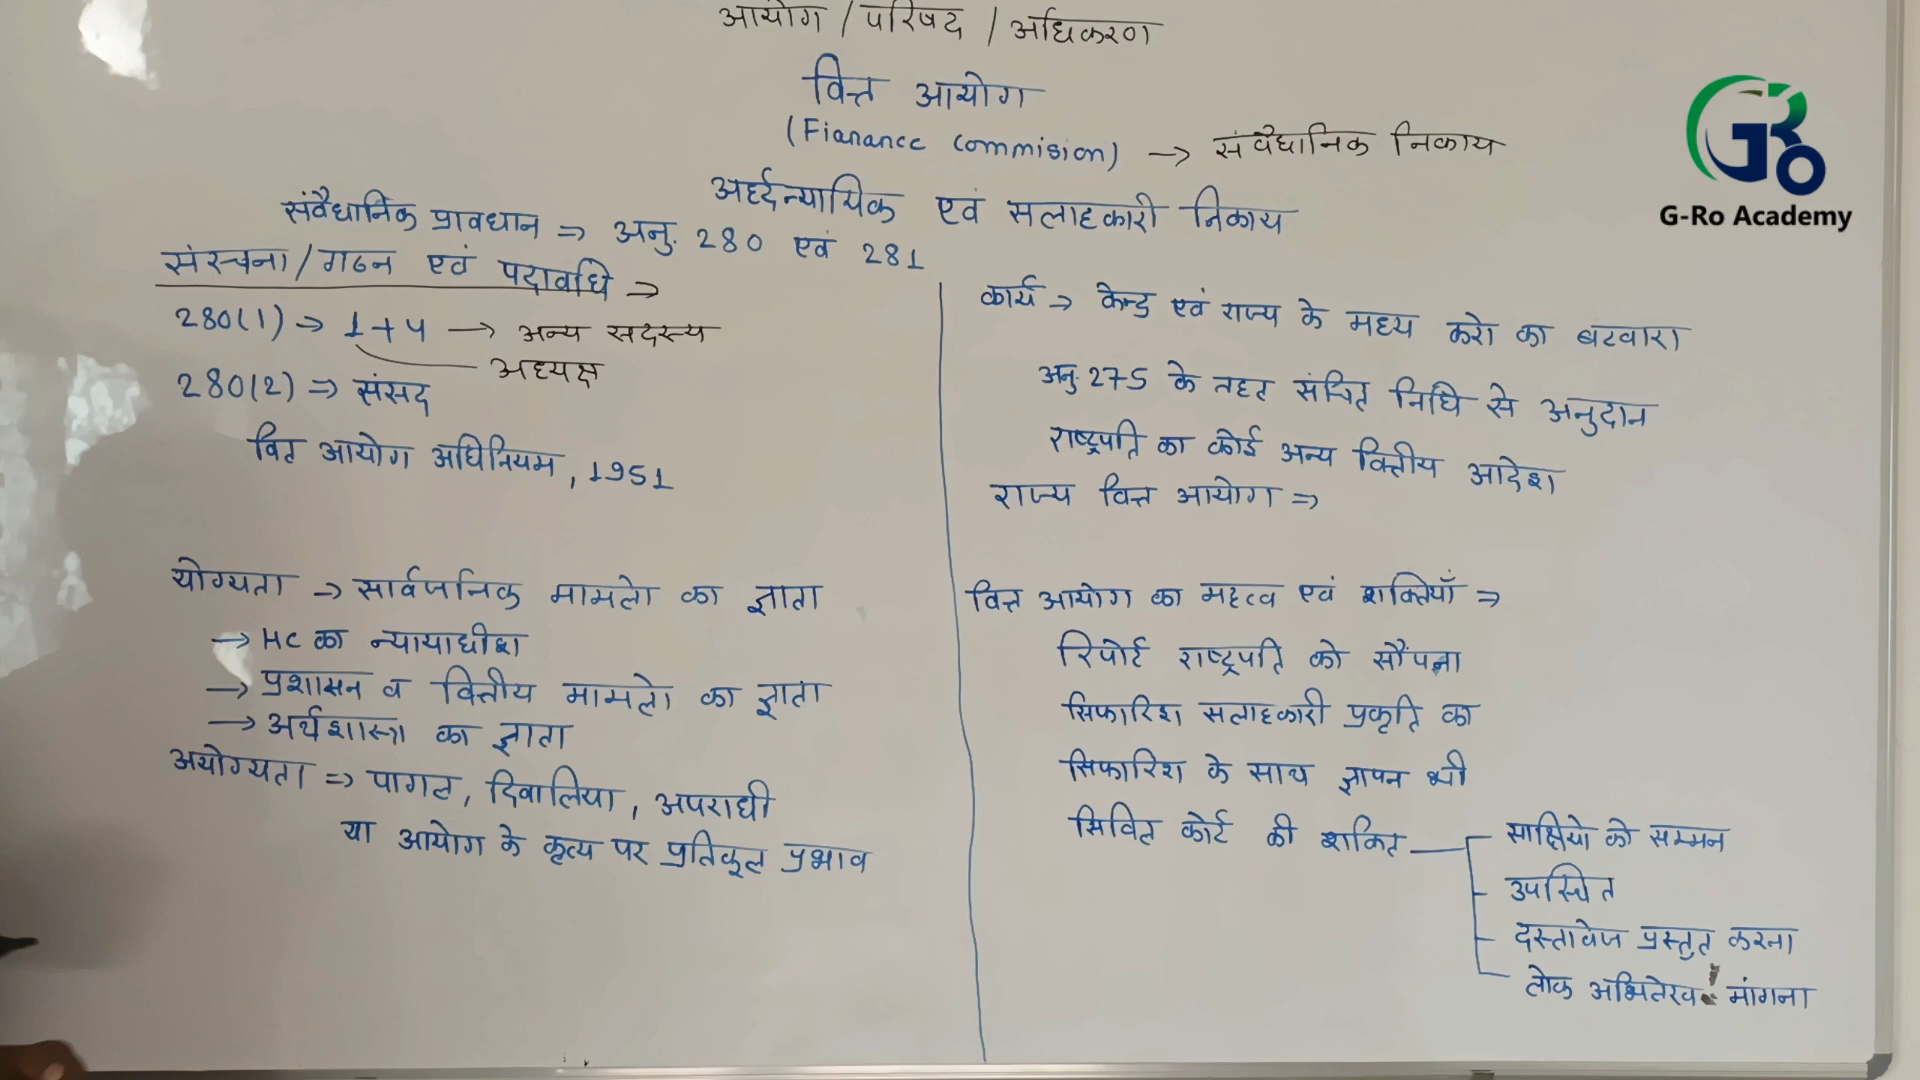 आयोग / परिषद / अधिकरण
वित्त आयोग
(Fianance Commision) → संवैधानिक निकाय
अर्ध्दन्यायिक एवं सलाहकारी निकाय
संवैधानिक प्रावधान ⇒ अनु. 280 एवं 281
संरचना/गठन एवं पदावधि ⇒
280(1) ⇒ 1+4 → अन्य सदस्य
अध्यक्ष
280(2) ⇒ संसद
वित्त आयोग अधिनियम, 1951
योग्यता → सार्वजनिक मामलो का ज्ञाता
→ HC का न्यायाधीश
→ प्रशासन व वित्तीय मामलो का ज्ञाता
→ अर्थशास्त्र का ज्ञाता
अयोग्यता ⇒ पागल, दिवालिया, अपराधी
या आयोग के कृत्य पर प्रतिकूल प्रभाव
कार्य → केन्द्र एवं राज्य के मध्य करो का बटवारा
अनु. 275 के तहत संचित निधि से अनुदान
राष्ट्रपति का कोई अन्य वित्तीय आदेश
राज्य वित्त आयोग ⇒
वित्त आयोग का महत्व एवं शक्तियाँ ⇒
रिपोर्ट राष्ट्रपति को सौंपना
सिफारिश सलाहकारी प्रकृति का
सिफारिश के साथ ज्ञापन भी
सिविल कोर्ट की शक्ति
साक्षियो को सम्मन
उपस्थित
दस्तावेज प्रस्तुत करना
लोक अभिलेख मांगना
GRo
G-Ro Academy